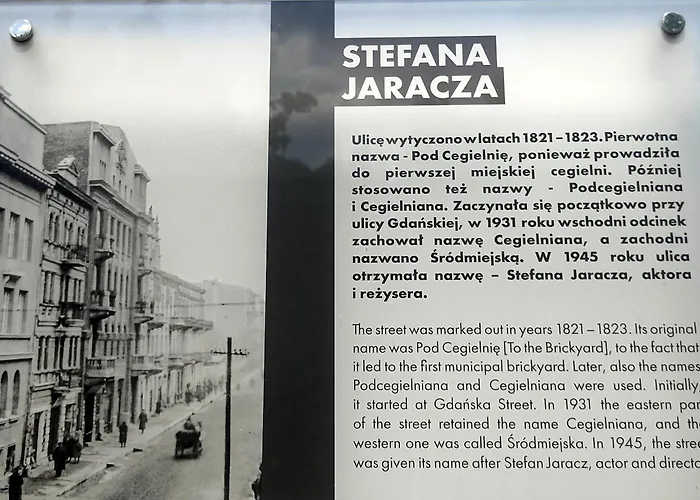 STEFANA
JARACZA
Ulicę wytyczono w latach 1821 – 1823. Pierwotna
nazwa - Pod Cegielnię, ponieważ prowadziła
do pierwszej miejskiej cegielni. Później
stosowano też nazwy - Podcegielniana
i Cegielniana. Zaczynała się początkowo przy
ulicy Gdańskiej, w 1931 roku wschodni odcinek
zachował nazwę Cegielniana, a zachodni
nazwano Śródmiejską. W 1945 roku ulica
otrzymała nazwę – Stefana Jaracza, aktora
i reżysera.
The street was marked out in years 1821 – 1823. Its original
name was Pod Cegielnię [To the Brickyard], to the fact that
it led to the first municipal brickyard. Later, also the names
Podcegielniana and Cegielniana were used. Initially,
it started at Gdańska Street. In 1931 the eastern par
of the street retained the name Cegielniana, and th
western one was called Śródmiejska. In 1945, the stree
was given its name after Stefan Jaracz, actor and directo